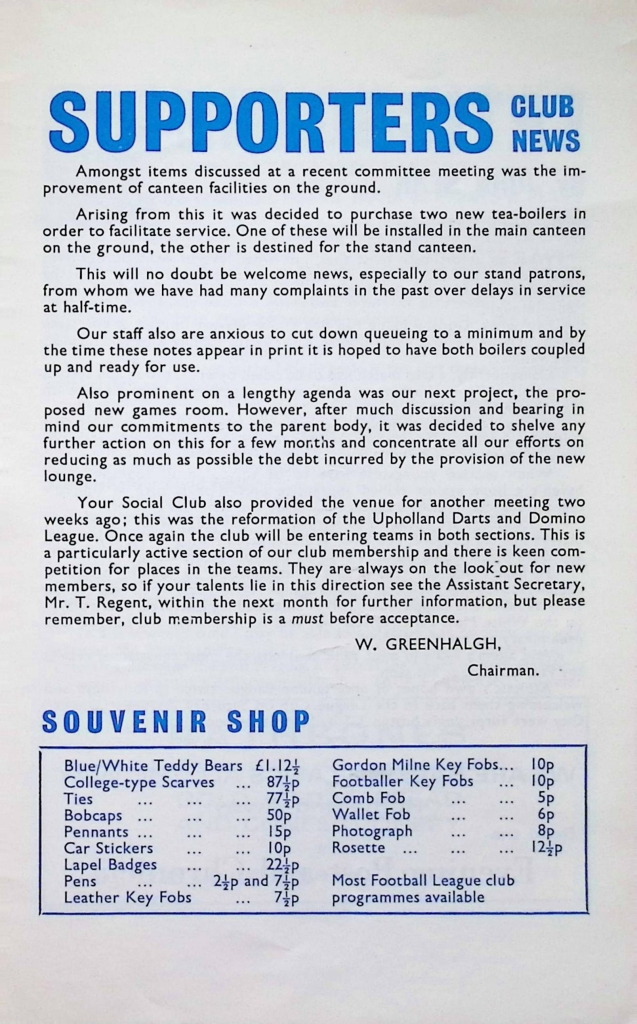 SUPPORTERS CLUB NEWS
Amongst items discussed at a recent committee meeting was the im-
provement of canteen facilities on the ground.
Arising from this it was decided to purchase two new tea-boilers in
order to facilitate service. One of these will be installed in the main canteen
on the ground, the other is destined for the stand canteen.
This will no doubt be welcome news, especially to our stand patrons,
from whom we have had many complaints in the past over delays in service
at half-time.
Our staff also are anxious to cut down queueing to a minimum and by
the time these notes appear in print it is hoped to have both boilers coupled
up and ready for use.
Also prominent on a lengthy agenda was our next project, the pro-
posed new games room. However, after much discussion and bearing in
mind our commitments to the parent body, it was decided to shelve any
further action on this for a few months and concentrate all our efforts on
reducing as much as possible the debt incurred by the provision of the new
lounge.
Your Social Club also provided the venue for another meeting two
weeks ago; this was the reformation of the Upholland Darts and Domino
League. Once again the club will be entering teams in both sections. This is
a particularly active section of our club membership and there is keen com-
petition for places in the teams. They are always on the look-out for new
members, so if your talents lie in this direction see the Assistant Secretary,
Mr. T. Regent, within the next month for further information, but please
remember, club membership is a must before acceptance.
W. GREENHALGH,
Chairman.
SOUVENIR SHOP
Blue/White Teddy Bears £1.12½
College-type Scarves ... 87½p
Ties ... ... ... 77½p
Bobcaps ... ... 50p
Pennants ... ... ... 15p
Car Stickers ... ... 10p
Lapel Badges ... ... 22½p
Pens ... ... 2½p and 7½p
Leather Key Fobs ... 7½p
Gordon Milne Key Fobs... 10p
Footballer Key Fobs ... 10p
Comb Fob ... ... 5p
Wallet Fob ... ... 6p
Photograph ... ... 8p
Rosette ... ... ... 12½p
Most Football League club
programmes available